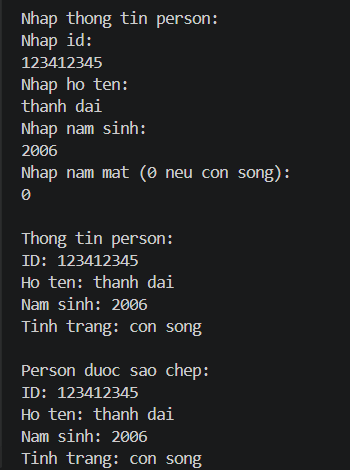 Nhap thong tin person:
Nhap id:
123412345
Nhap ho ten:
thanh dai
Nhap nam sinh:
2006
Nhap nam mat (0 neu con song):
0

Thong tin person:
ID: 123412345
Ho ten: thanh dai
Nam sinh: 2006
Tinh trang: con song

Person duoc sao chep:
ID: 123412345
Ho ten: thanh dai
Nam sinh: 2006
Tinh trang: con song